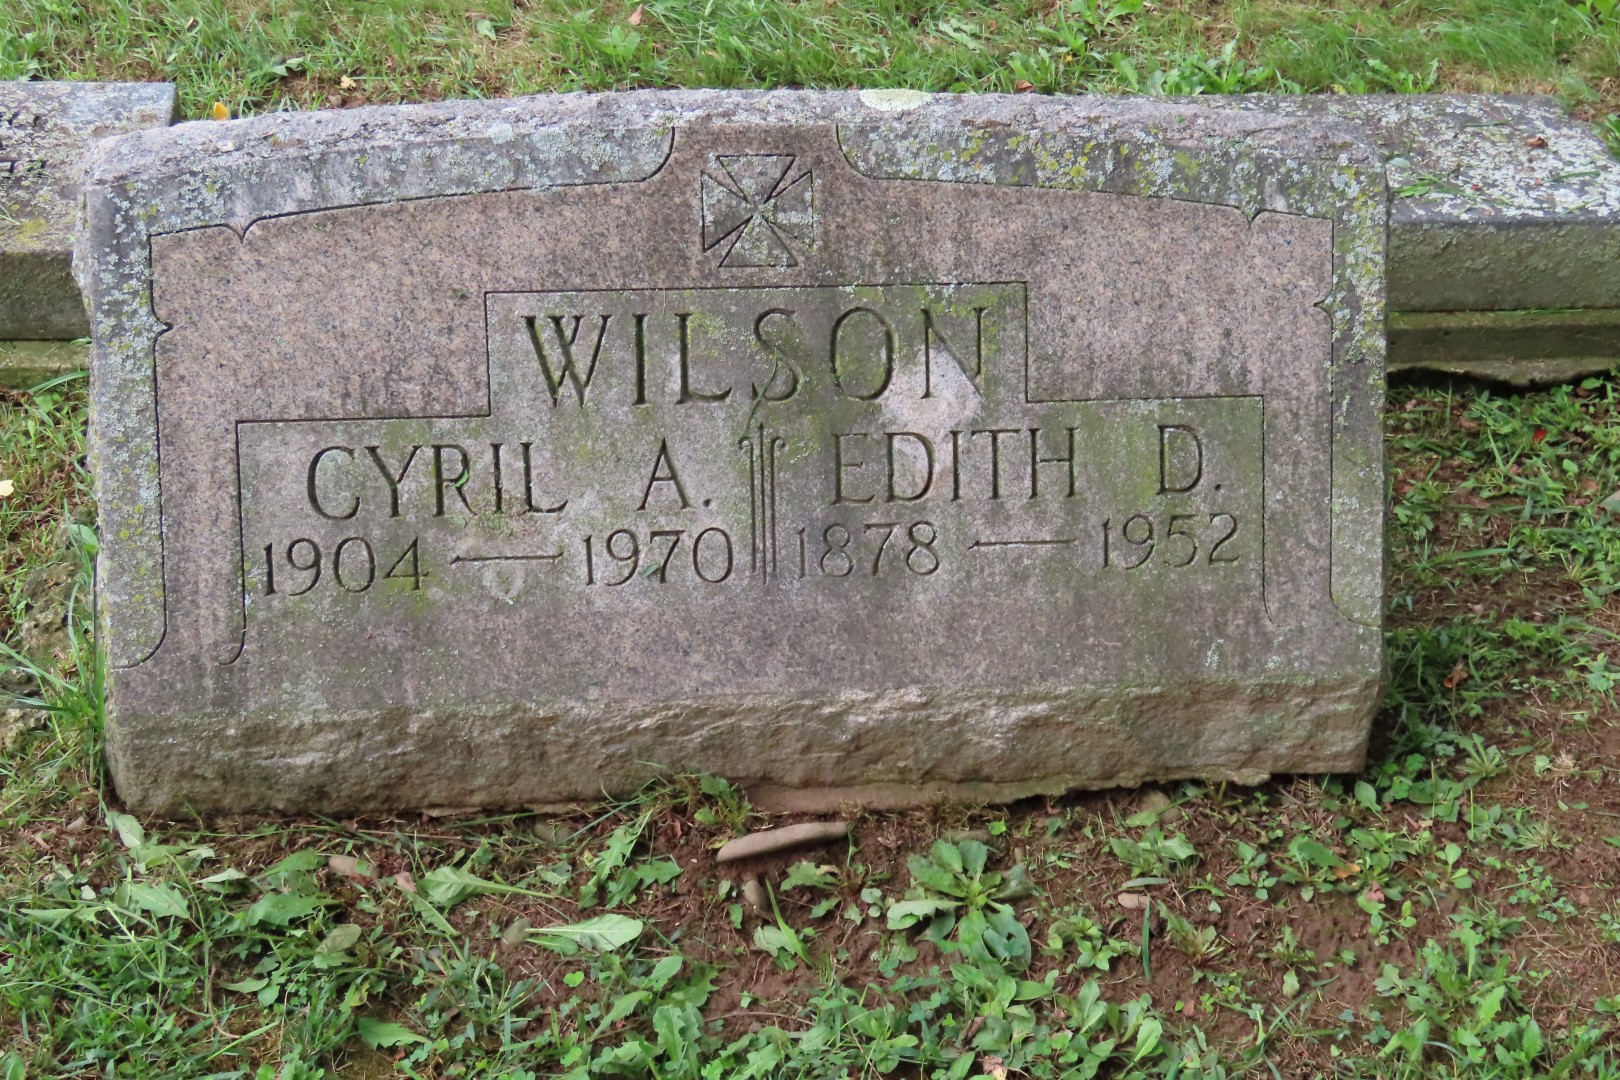 WILSON
CYRIL A. EDITH D.
1904 — 1970 1878 — 1952